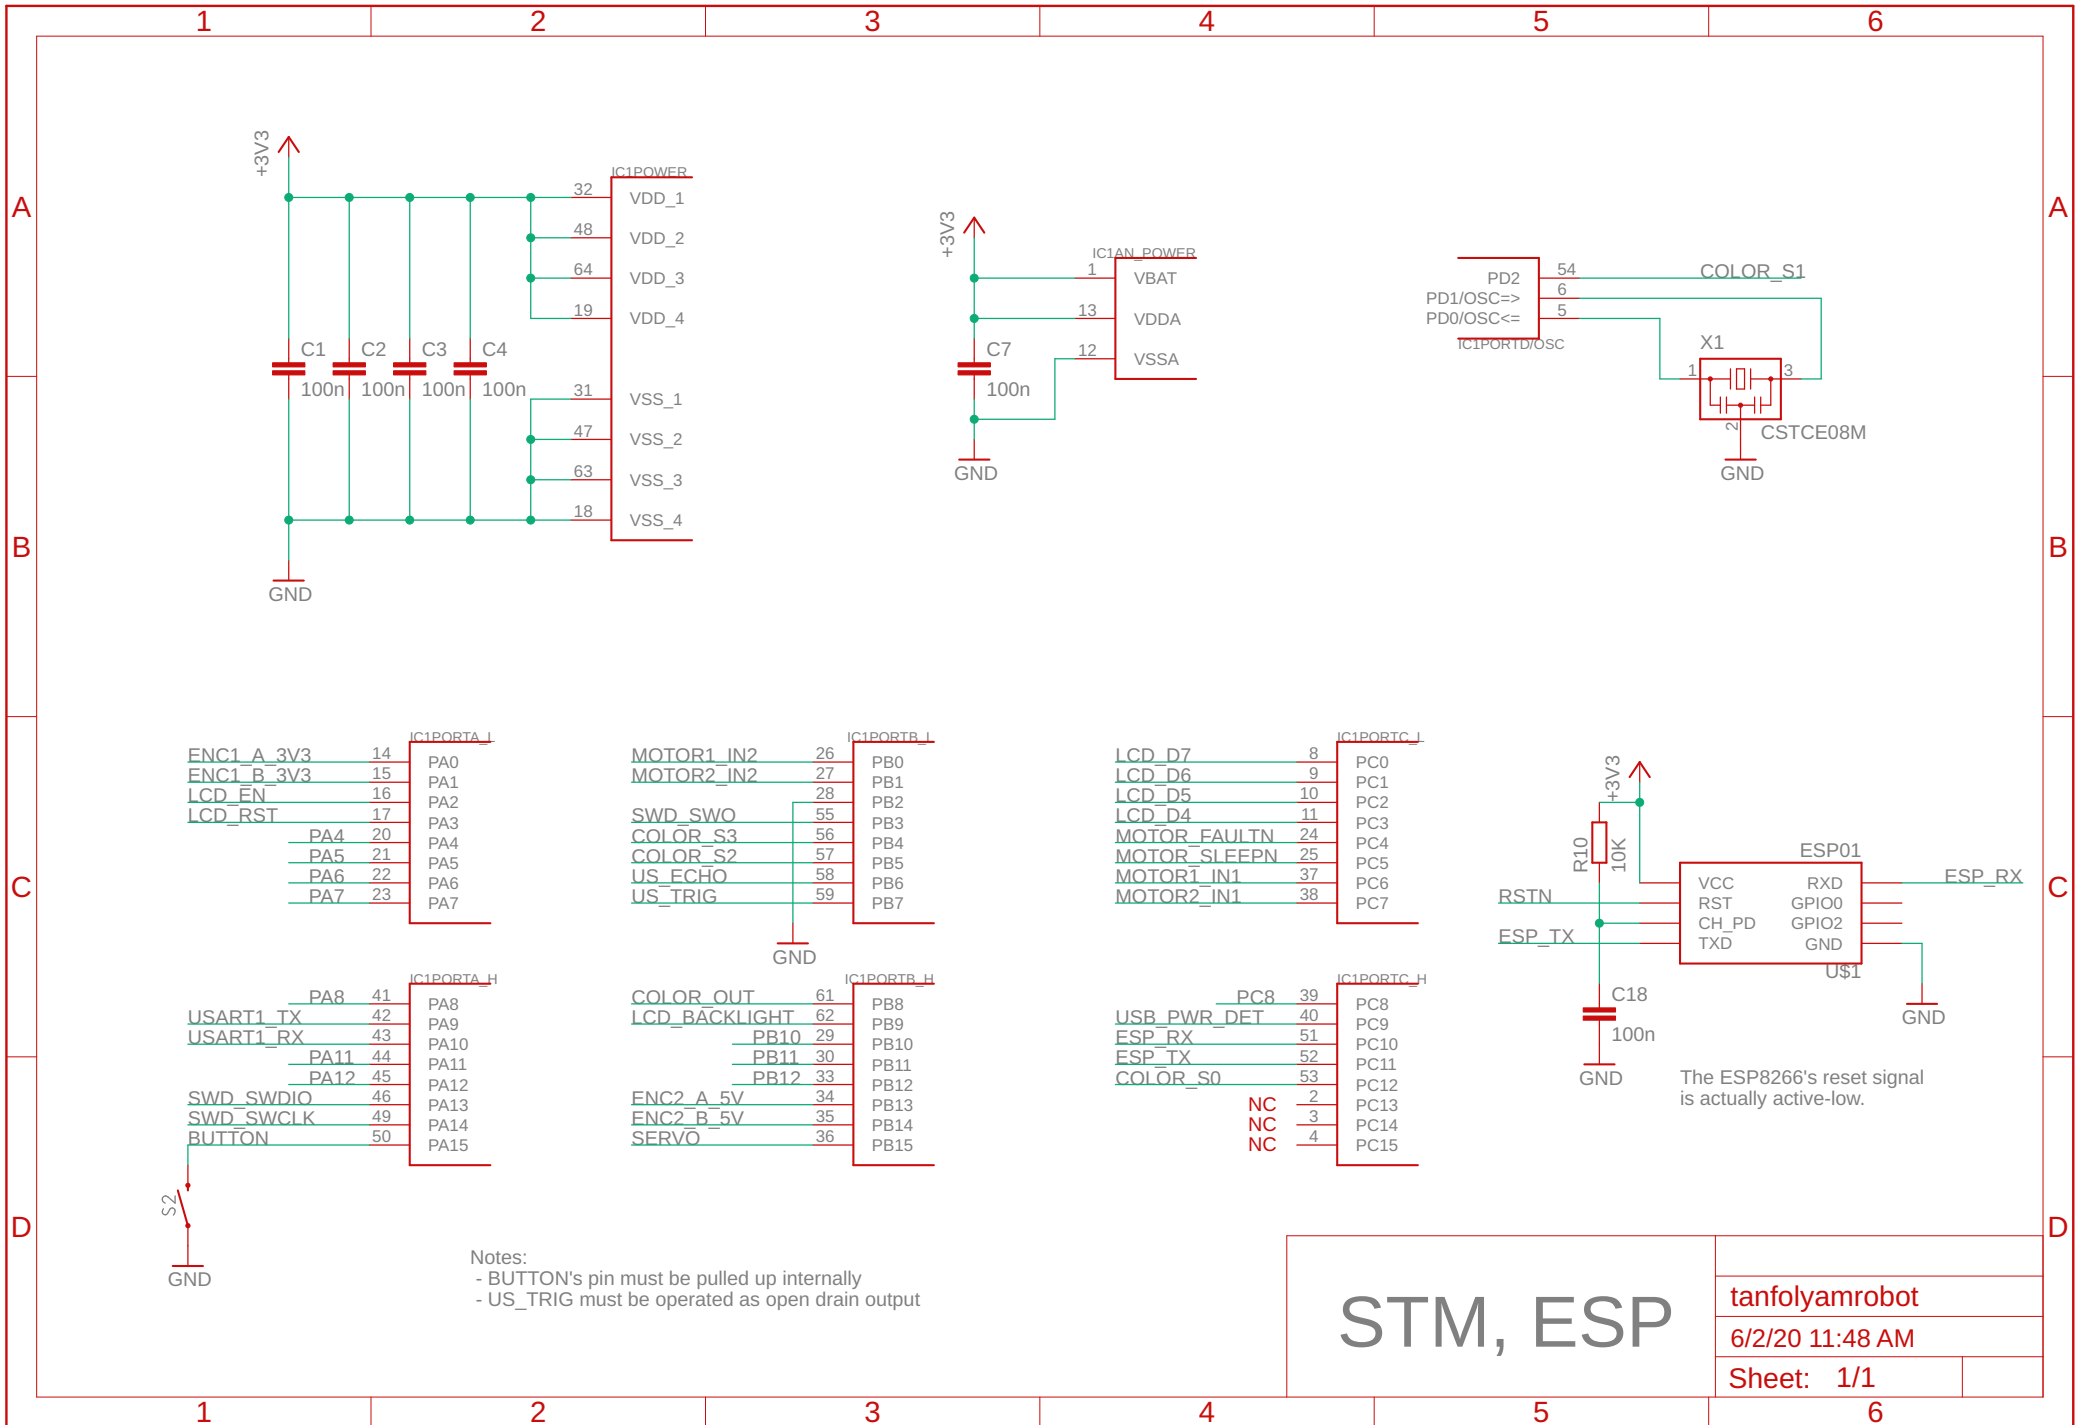 1 2 3 4 5 6
A A
+3V3
IC1POWER
32 VDD_1
48 VDD_2
64 VDD_3
19 VDD_4
31 VSS_1
47 VSS_2
63 VSS_3
18 VSS_4
C1 C2 C3 C4
100n 100n 100n 100n
GND
+3V3
IC1AN_POWER
1 VBAT
13 VDDA
12 VSSA
C7
100n
GND
PD2 54 COLOR_S1
PD1/OSC=> 6
PD0/OSC<= 5
IC1PORTD/OSC
X1
1 3
2
CSTCE08M
GND
B B
IC1PORTA_L
ENC1_A_3V3 14 PA0
ENC1_B_3V3 15 PA1
LCD_EN 16 PA2
LCD_RST 17 PA3
PA4 20 PA4
PA5 21 PA5
PA6 22 PA6
PA7 23 PA7
IC1PORTB_L
MOTOR1_IN2 26 PB0
MOTOR2_IN2 27 PB1
28 PB2
SWD_SWO 55 PB3
COLOR_S3 56 PB4
COLOR_S2 57 PB5
US_ECHO 58 PB6
US_TRIG 59 PB7
GND
IC1PORTC_L
LCD_D7 8 PC0
LCD_D6 9 PC1
LCD_D5 10 PC2
LCD_D4 11 PC3
MOTOR_FAULTN 24 PC4
MOTOR_SLEEPN 25 PC5
MOTOR1_IN1 37 PC6
MOTOR2_IN1 38 PC7
+3V3
R10
10K
ESP01
VCC RXD ESP_RX
RSTN RST GPIO0
CH_PD GPIO2
ESP_TX TXD GND
U$1
C18
100n
GND
GND
The ESP8266's reset signal
is actually active-low.
C C
IC1PORTA_H
PA8 41 PA8
USART1_TX 42 PA9
USART1_RX 43 PA10
PA11 44 PA11
PA12 45 PA12
SWD_SWDIO 46 PA13
SWD_SWCLK 49 PA14
BUTTON 50 PA15
S2
GND
IC1PORTB_H
COLOR_OUT 61 PB8
LCD_BACKLIGHT 62 PB9
PB10 29 PB10
PB11 30 PB11
PB12 33 PB12
ENC2_A_5V 34 PB13
ENC2_B_5V 35 PB14
SERVO 36 PB15
IC1PORTC_H
PC8 39 PC8
USB_PWR_DET 40 PC9
ESP_RX 51 PC10
ESP_TX 52 PC11
COLOR_S0 53 PC12
NC 2 PC13
NC 3 PC14
NC 4 PC15
D D
Notes:
- BUTTON's pin must be pulled up internally
- US_TRIG must be operated as open drain output
STM, ESP
tanfolyamrobot
6/2/20 11:48 AM
Sheet: 1/1
1 2 3 4 5 6